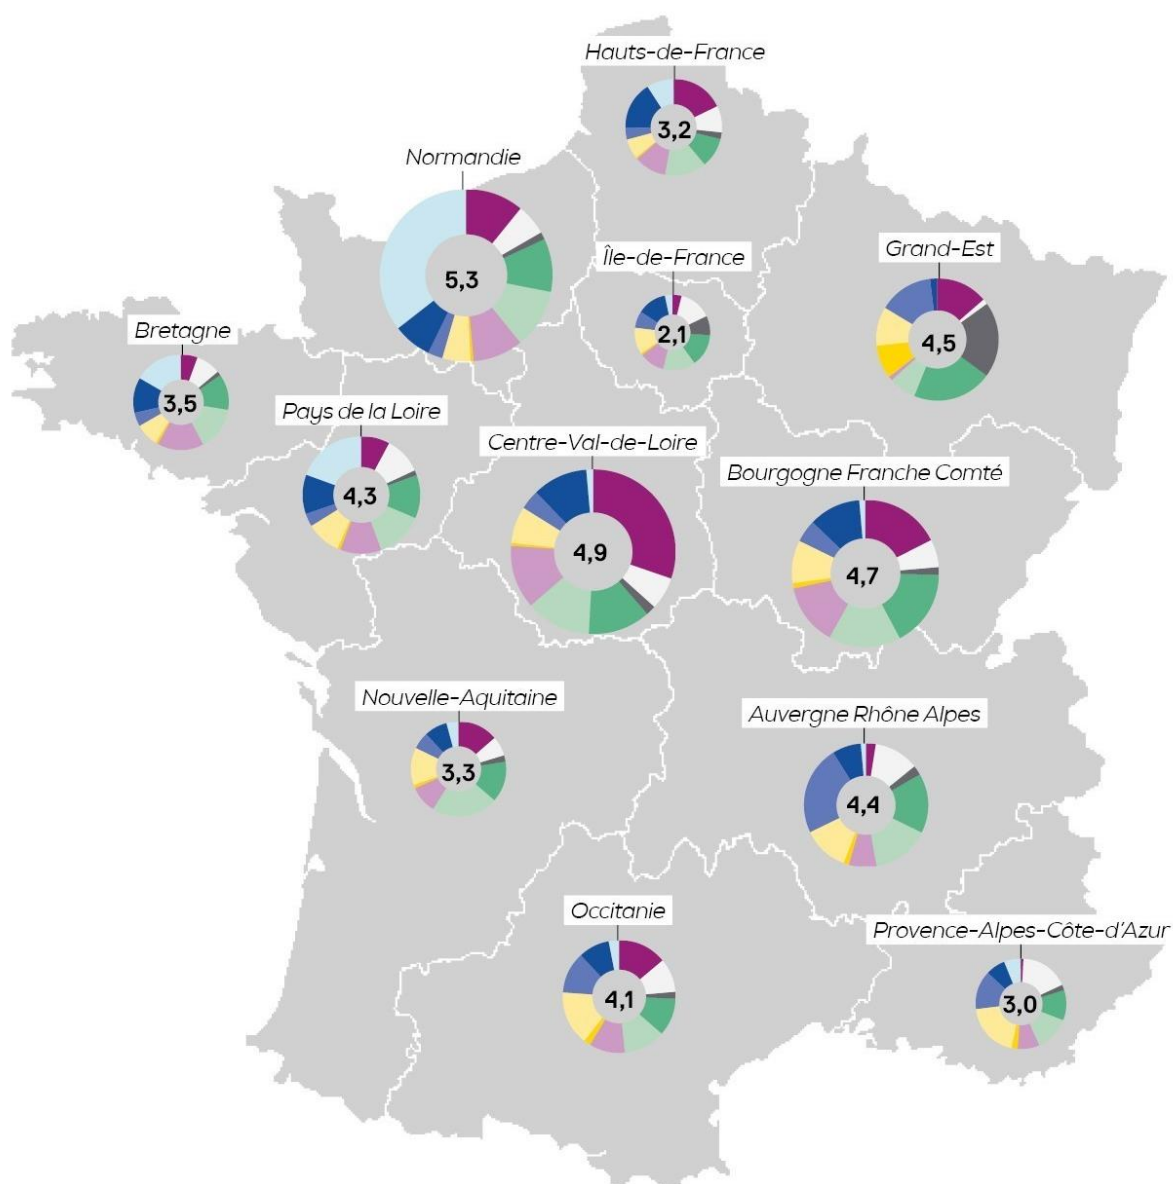 Hauts-de-France
3,2
Normandie
5,3
Île-de-France
2,1
Grand-Est
4,5
Bretagne
3,5
Pays de la Loire
4,3
Centre-Val-de-Loire
4,9
Bourgogne Franche Comté
4,7
Nouvelle-Aquitaine
3,3
Auvergne Rhône Alpes
4,4
Occitanie
4,1
Provence-Alpes-Côte-d'Azur
3,0